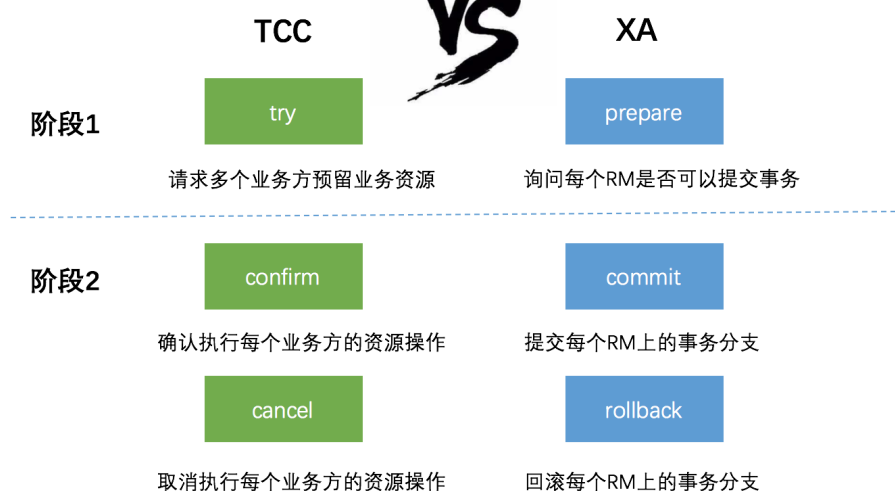 TCC
VS
XA
阶段1
try
prepare
请求多个业务方预留业务资源
询问每个RM是否可以提交事务
阶段2
confirm
commit
确认执行每个业务方的资源操作
提交每个RM上的事务分支
cancel
rollback
取消执行每个业务方的资源操作
回滚每个RM上的事务分支